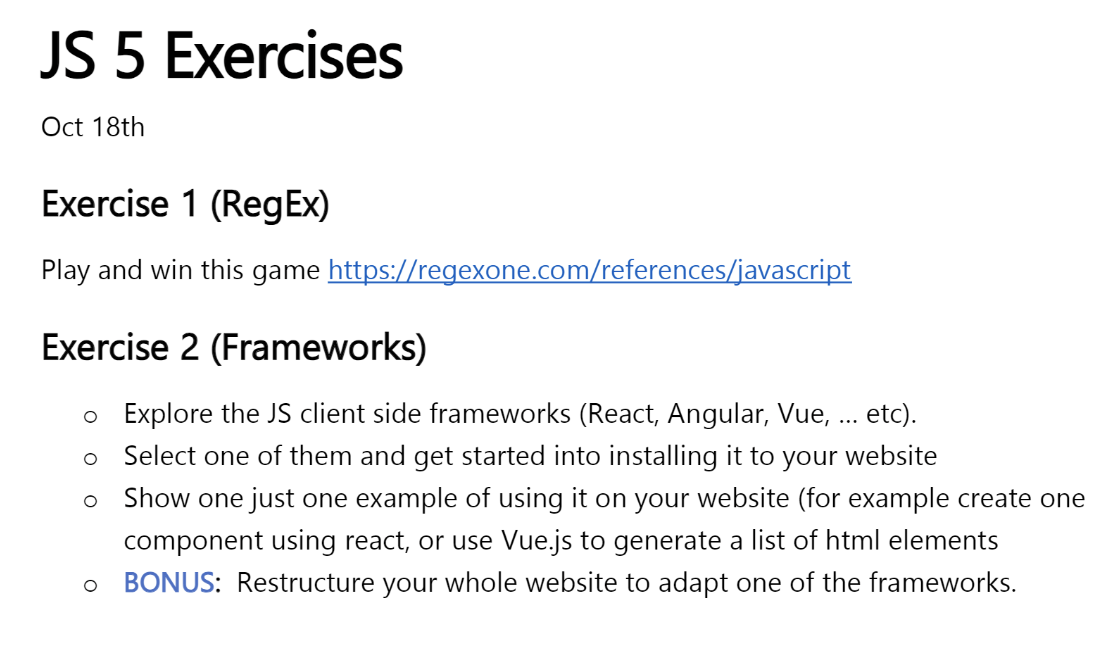 JS 5 Exercises
Oct 18th
Exercise 1 (RegEx)
Play and win this game https://regexone.com/references/javascript
Exercise 2 (Frameworks)
o Explore the JS client side frameworks (React, Angular, Vue, ... etc).
o Select one of them and get started into installing it to your website
o Show one just one example of using it on your website (for example create one
component using react, or use Vue.js to generate a list of html elements
o BONUS: Restructure your whole website to adapt one of the frameworks.